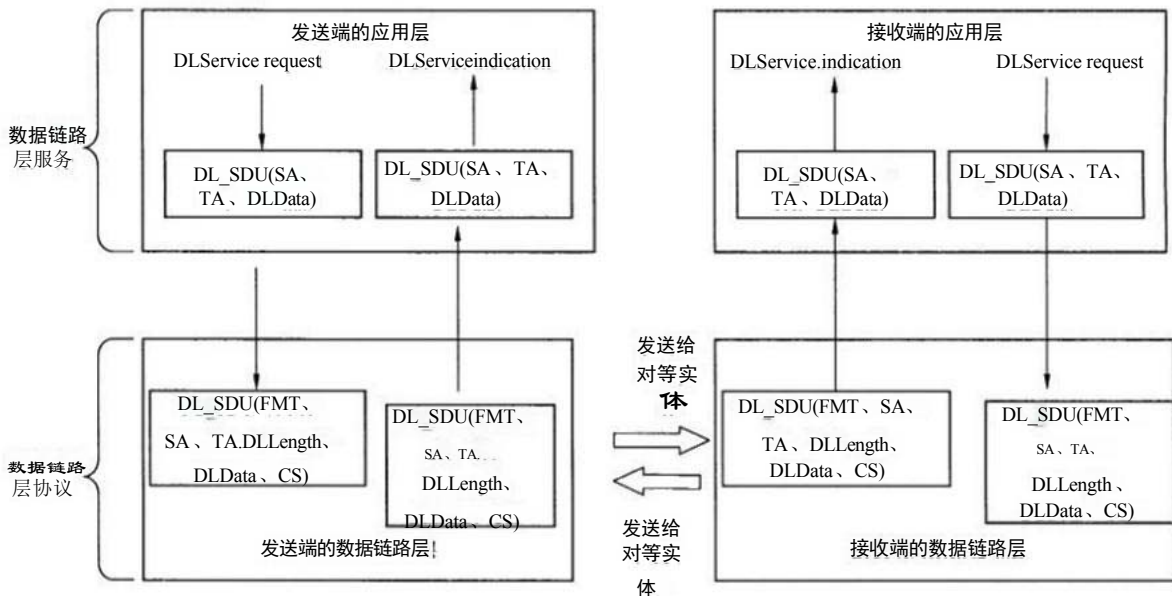 发送端的应用层
DLService request
DLServiceindication
DL_SDU(SA、
TA、DLData)
DL_SDU(SA、TA、
DLData)
接收端的应用层
DLService.indication
DLService request
DL_SDU(SA、
TA、DLData)
DL_SDU(SA、TA、
DLData)
数据链路
层服务
数据链路
层协议
DL_SDU(FMT、
SA、TA.DLLength、
DLData、CS)
DL_SDU(FMT、
SA、TA.
DLLength、
DLData、CS)
发送端的数据链路层
发送给
对等实
体
发送给
对等实
体
DL_SDU(FMT、SA、
TA、DLLength、
DLData、CS)
DL_SDU(FMT、
SA、TA、
DLLength、
DLData、CS)
接收端的数据链路层